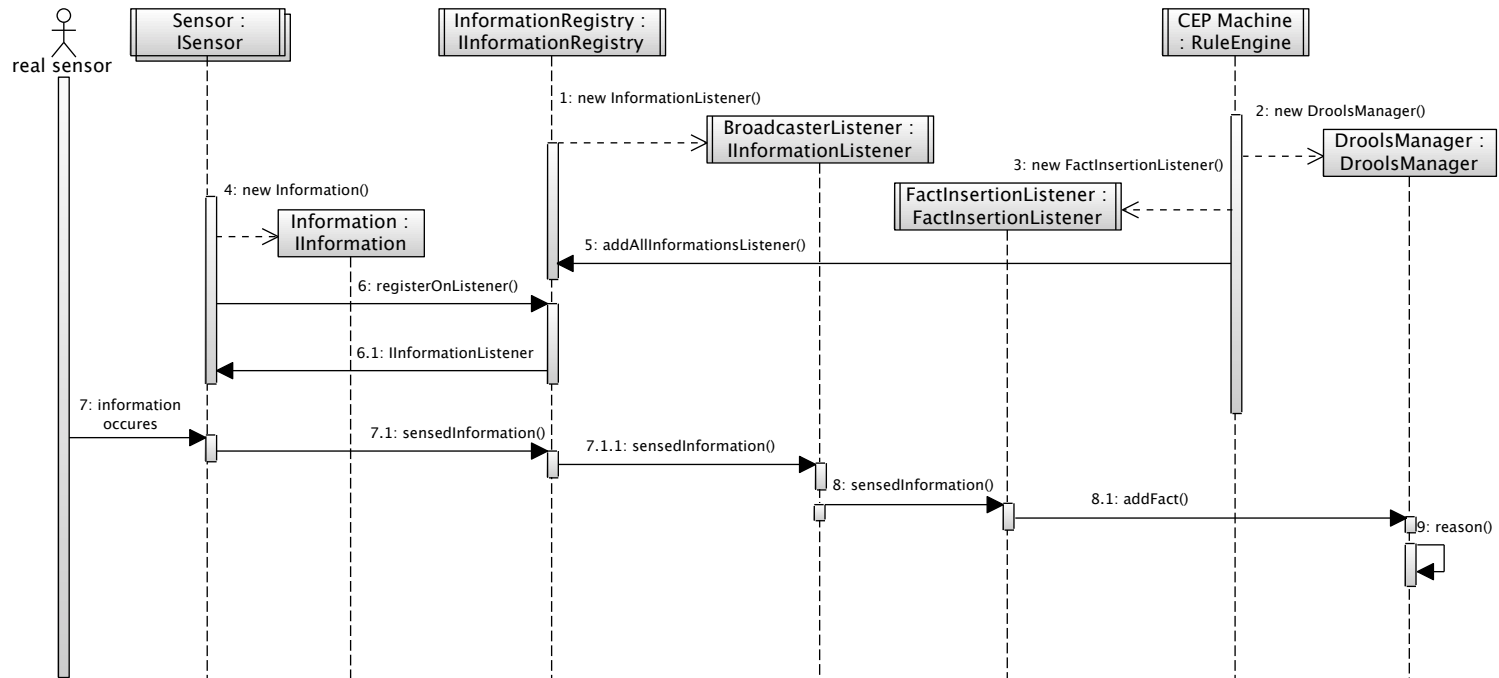 Sensor :
ISensor
InformationRegistry :
IInformationRegistry
CEP Machine
: RuleEngine
real sensor
1: new InformationListener()
2: new DroolsManager()
BroadcasterListener :
IInformationListener
DroolsManager :
DroolsManager
3: new FactInsertionListener()
4: new Information()
FactInsertionListener :
FactInsertionListener
Information :
IInformation
5: addAllInformationsListener()
6: registerOnListener()
6.1: IInformationListener
7: information
occures
7.1: sensedInformation()
7.1.1: sensedInformation()
8: sensedInformation()
8.1: addFact()
9: reason()